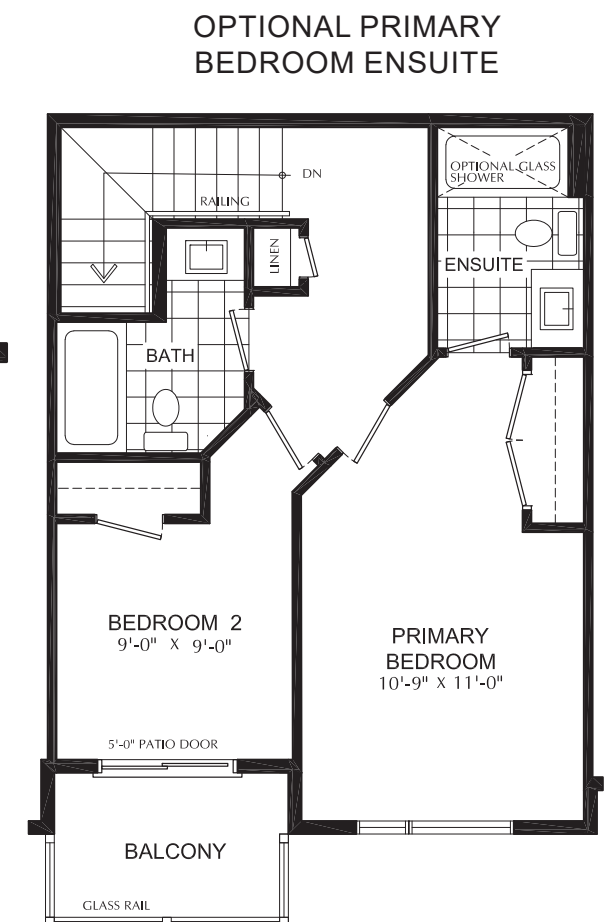 OPTIONAL PRIMARY
BEDROOM ENSUITE
OPTIONAL GLASS
SHOWER
DN
RAILING
LINEN
ENSUITE
BATH
BEDROOM 2
9'-0" X 9'-0"
PRIMARY
BEDROOM
10'-9" X 11'-0"
5'-0" PATIO DOOR
BALCONY
GLASS RAIL